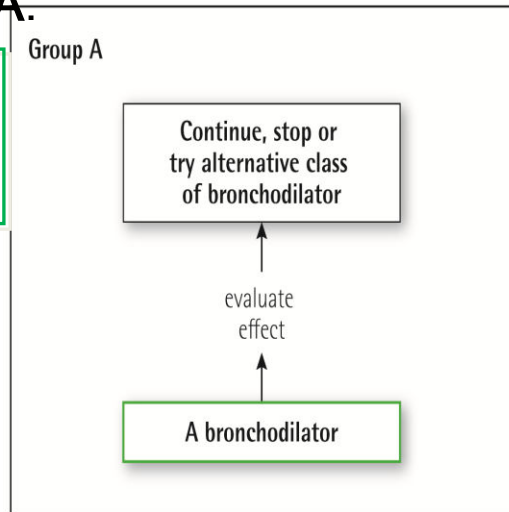 A.
Group A
Continue, stop or
try alternative class
of bronchodilator
evaluate
effect
A bronchodilator